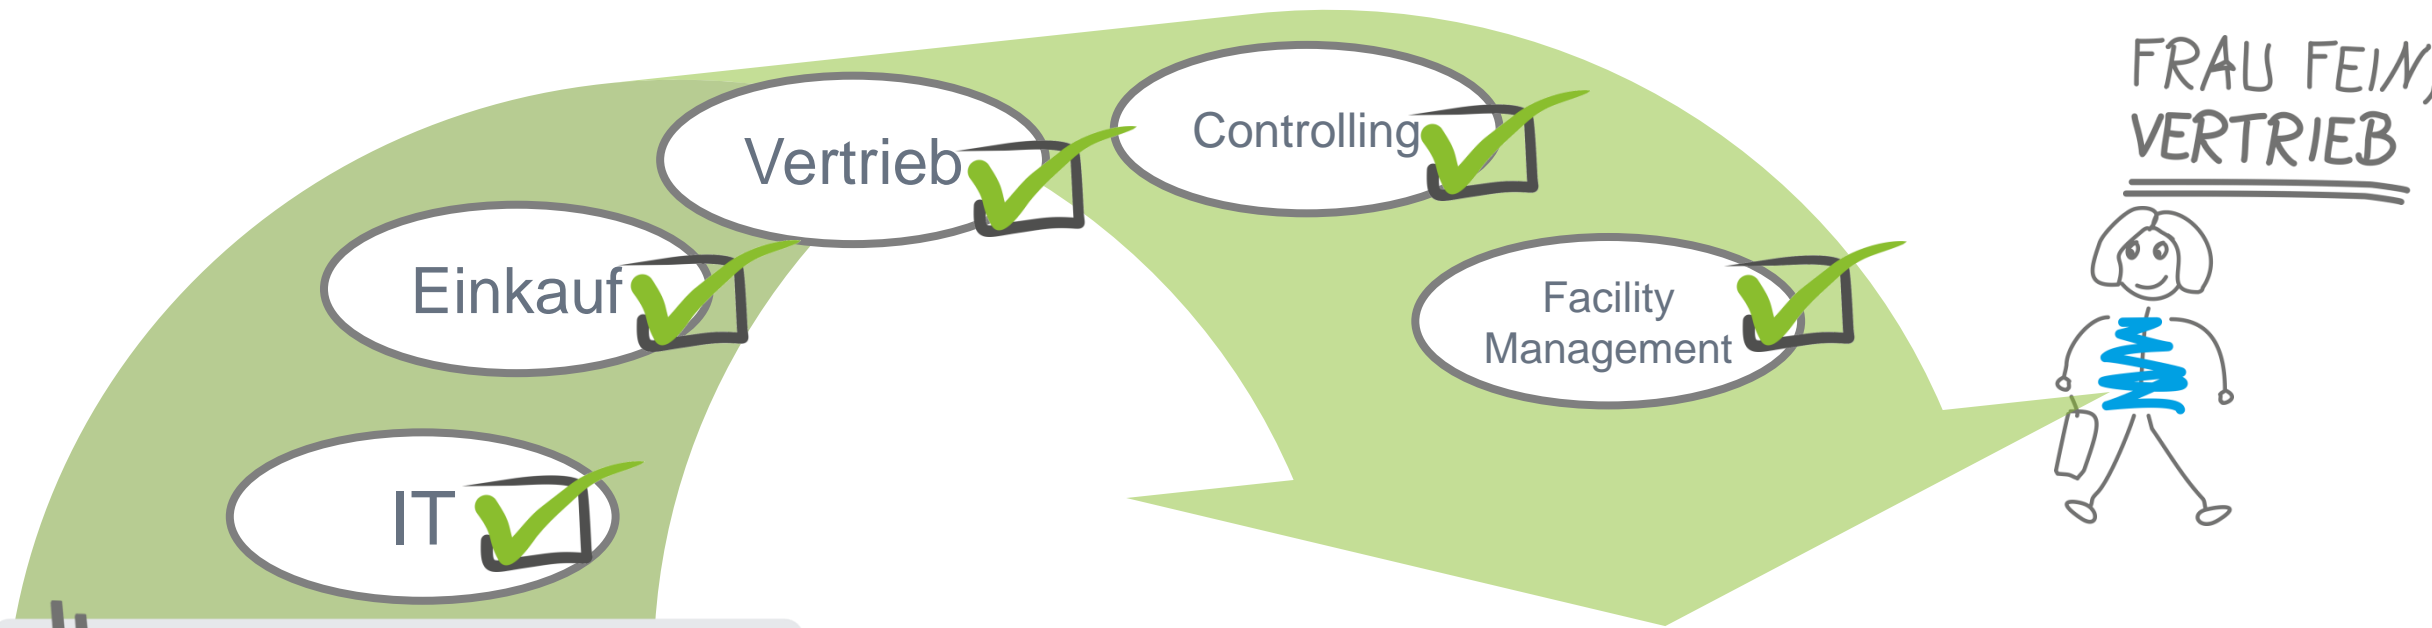 FRAU FEIN,
VERTRIEB
Controlling
Vertrieb
Einkauf
Facility
Management
IT